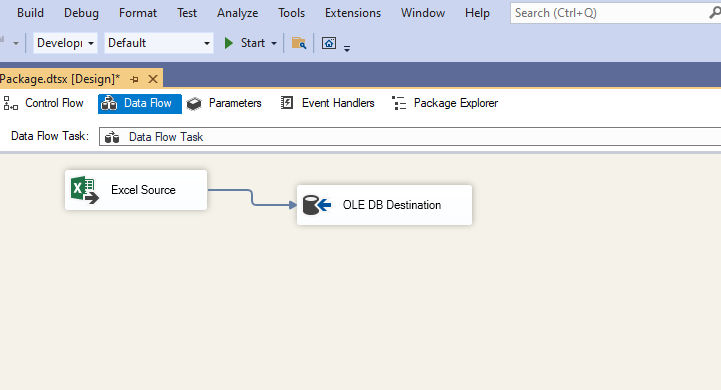 Build Debug Format Test Analyze Tools Extensions Window Help Search (Ctrl+Q)
Develop Default Start
Package.dtsx [Design]*
Control Flow Data Flow Parameters Event Handlers Package Explorer
Data Flow Task: Data Flow Task
Excel Source
OLE DB Destination